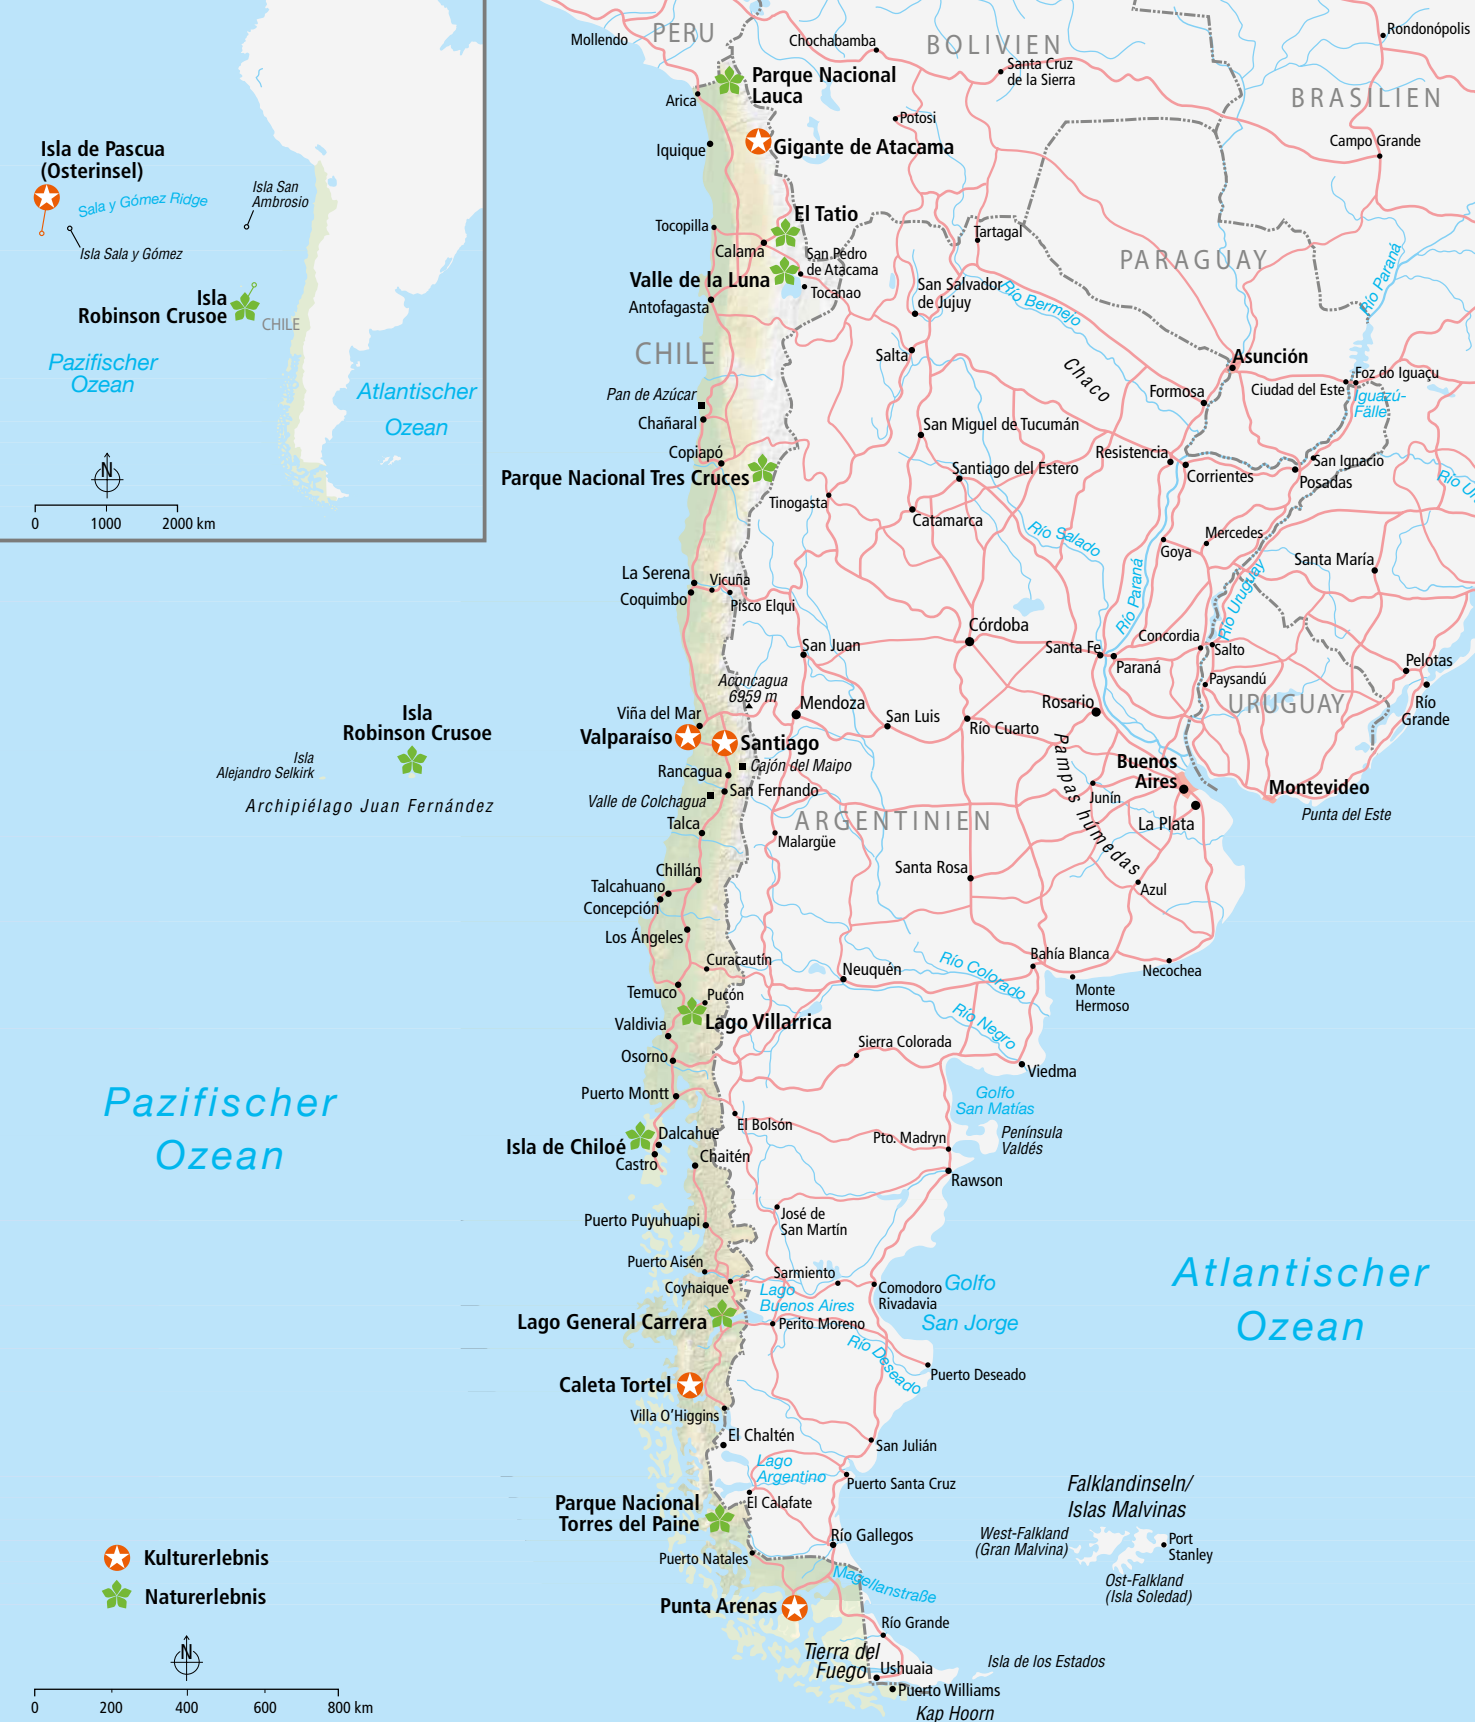 Isla de Pascua
(Osterinsel)
Sala y Gómez Ridge
Isla San
Ambrosio
Isla Sala y Gómez
Isla
Robinson Crusoe
CHILE
Pazifischer
Ozean
Atlantischer
Ozean
N
0 1000 2000 km
Mollendo
PERU
Chochabamba
BOLIVIEN
Rondonópolis
Santa Cruz
de la Sierra
Parque Nacional
Lauca
Arica
BRASILIEN
Potosi
Campo Grande
Iquique
Gigante de Atacama
El Tatio
Tocopilla
Calama
Tartagal
San Pedro
de Atacama
PARAGUAY
Valle de la Luna
Tocanao
Antofagasta
San Salvador
de Jujuy
Río Bermejo
Río Paraná
CHILE
Salta
Asunción
Chaco
Foz do Iguaçu
Ciudad del Este
Iguazú-
Fälle
Formosa
Pan de Azúcar
Chañaral
San Miguel de Tucumán
Copiapó
Resistencia
San Ignacio
Parque Nacional Tres Cruces
Santiago del Estero
Corrientes
Posadas
Tinogasta
Catamarca
Río Salado
Mercedes
Goya
Santa María
La Serena
Vicuña
Coquimbo
Pisco Elqui
Río Paraná
Río Uruguay
Córdoba
San Juan
Santa Fe
Concordia
Salto
Paraná
Pelotas
Aconcagua
6959 m
Paysandú
URUGUAY
Río
Grande
Isla
Robinson Crusoe
Viña del Mar
Mendoza
San Luis
Río Cuarto
Rosario
Valparaíso
Santiago
Isla
Alejandro Selkirk
Cajón del Maipo
Rancagua
Pampas húmedas
Buenos
Aires
Montevideo
Archipiélago Juan Fernández
Valle de Colchagua
San Fernando
Junín
Punta del Este
Talca
ARGENTINIEN
La Plata
Malargüe
Chillán
Santa Rosa
Talcahuano
Azul
Concepción
Los Ángeles
Curacautín
Neuquén
Río Colorado
Bahía Blanca
Necochea
Temuco
Pucón
Monte
Hermoso
Lago Villarrica
Río Negro
Valdivia
Sierra Colorada
Osorno
Viedma
Puerto Montt
Golfo
San Matías
Pazifischer
Ozean
El Bolsón
Dalcahue
Isla de Chiloé
Pto. Madryn
Península
Valdés
Castro
Chaitén
Rawson
Puerto Puyuhuapi
José de
San Martín
Puerto Aisén
Sarmiento
Coyhaique
Lago
Buenos Aires
Comodoro
Rivadavia
Golfo
San Jorge
Atlantischer
Ozean
Lago General Carrera
Perito Moreno
Río Deseado
Puerto Deseado
Caleta Tortel
Villa O'Higgins
El Chaltén
San Julián
Lago
Argentino
Puerto Santa Cruz
Falklandinseln/
Islas Malvinas
Parque Nacional
Torres del Paine
El Calafate
Río Gallegos
West-Falkland
(Gran Malvina)
Port
Stanley
Puerto Natales
Magellanstraße
Ost-Falkland
(Isla Soledad)
Kulturerlebnis
Naturerlebnis
Punta Arenas
Río Grande
Tierra del
Fuego
Isla de los Estados
Ushuaia
Puerto Williams
Kap Hoorn
N
0 200 400 600 800 km